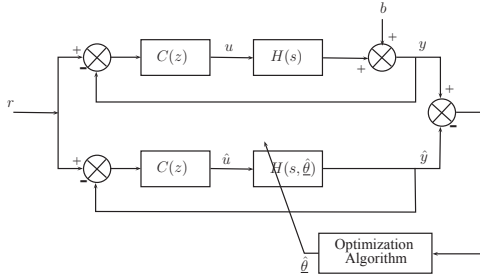 b
+
u
+
y
C(z)
H(s)
+
-
+
r
-
+
û
ŷ
C(z)
H(s, θ̂)
-
θ̂
Optimization
Algorithm